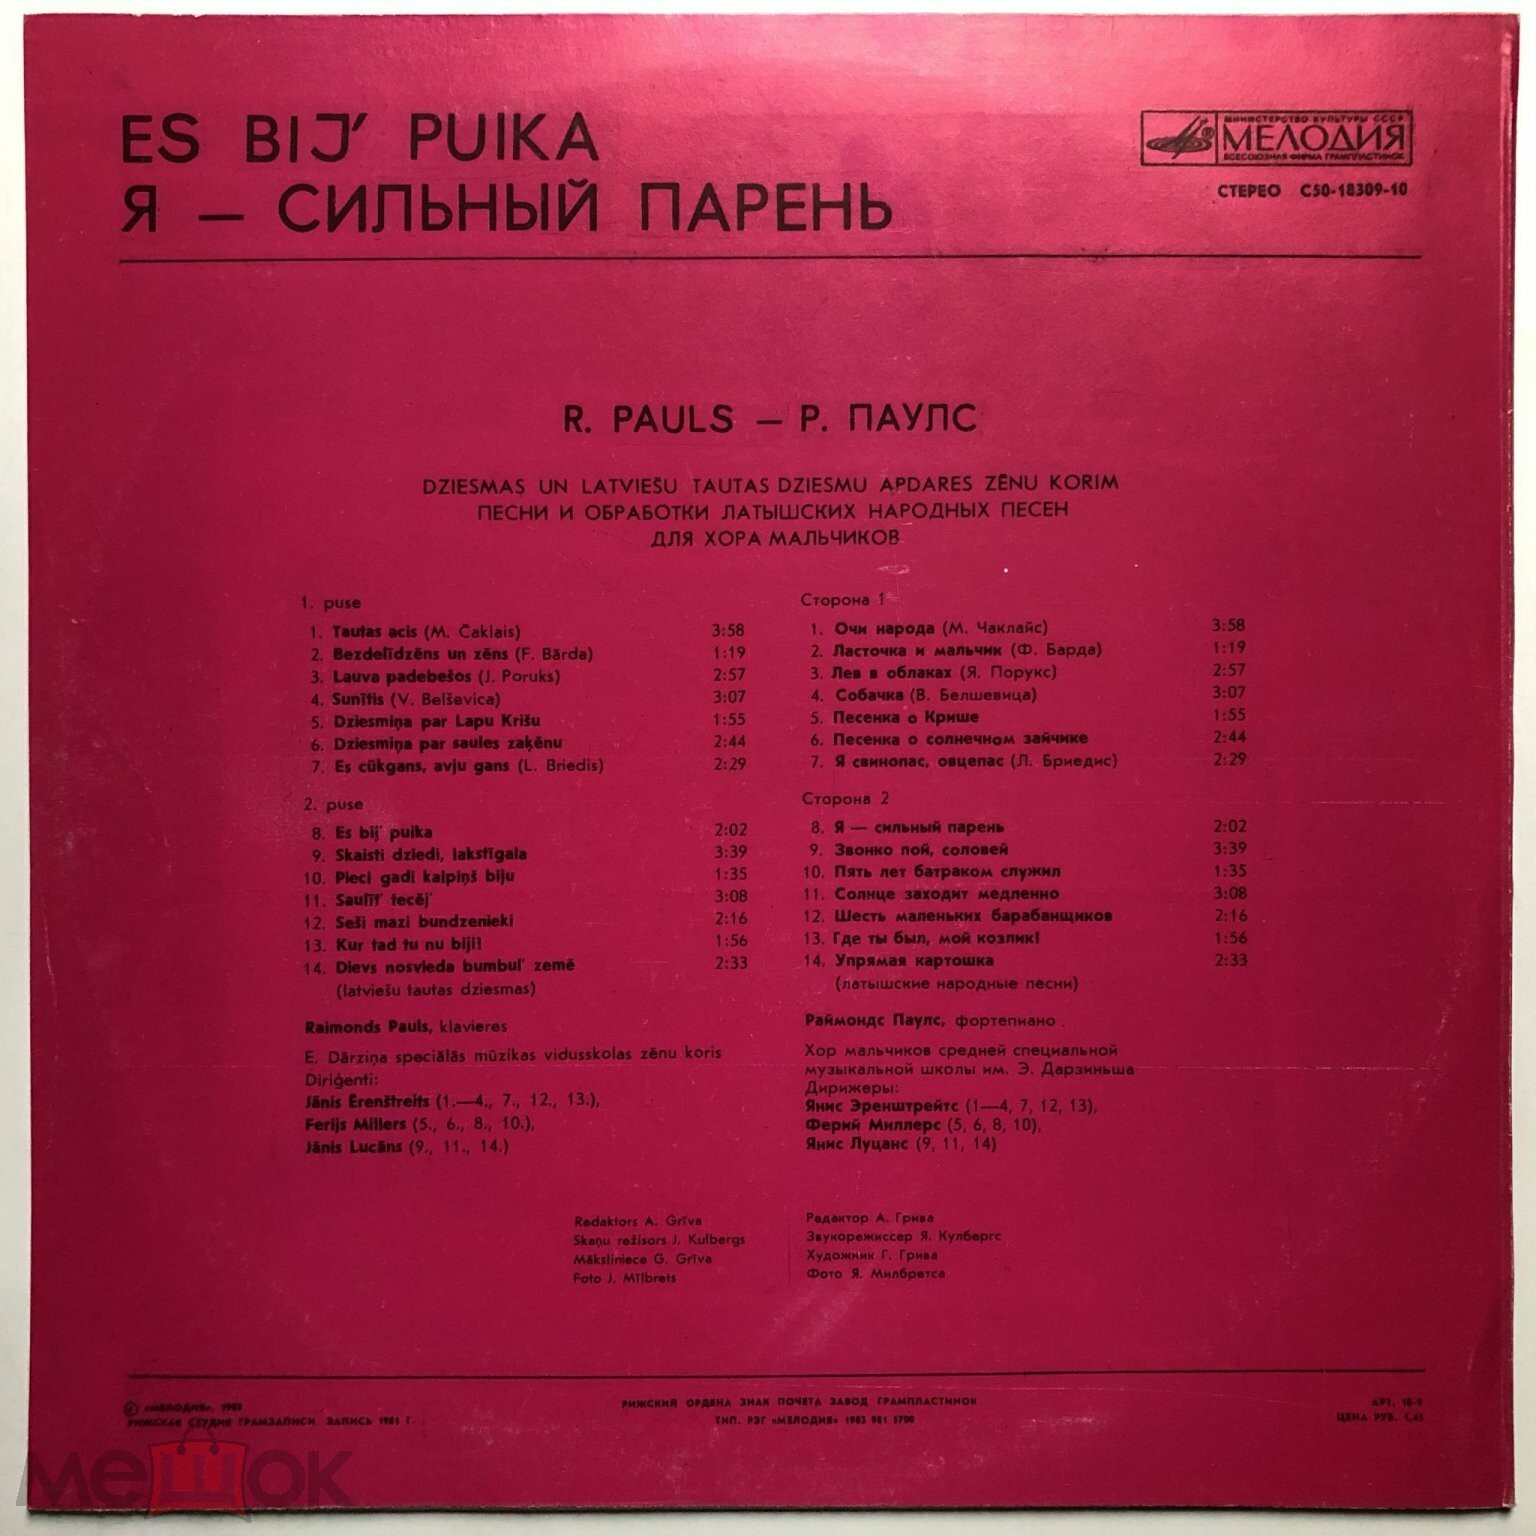 ES BIJ' PUIKA
Я — СИЛЬНЫЙ ПАРЕНЬ
МИНИСТЕРСТВО КУЛЬТУРЫ СССР
МЕЛОДИЯ
ВСЕСОЮЗНАЯ ФИРМА ГРАМПЛАСТИНОК
СТЕРЕО С50-18309-10
R. PAULS — Р. ПАУЛС
DZIESMAS UN LATVIEŠU TAUTAS DZIESMU APDARES ZĒNU KORIM
ПЕСНИ И ОБРАБОТКИ ЛАТЫШСКИХ НАРОДНЫХ ПЕСЕН
ДЛЯ ХОРА МАЛЬЧИКОВ
1. puse
1. Tautas acis (M. Čaklais) 3:58
2. Bezdelīdzēns un zēns (F. Bārda) 1:19
3. Lauva padebešos (J. Poruks) 2:57
4. Sunītis (V. Belševica) 3:07
5. Dziesmiņa par Lapu Krišu 1:55
6. Dziesmiņa par saules zaķēnu 2:44
7. Es cūkgans, avju gans (L. Briedis) 2:29
2. puse
8. Es bij' puika 2:02
9. Skaisti dziedi, lakstīgala 3:39
10. Pieci gadi kalpiņš biju 1:35
11. Saulīt' tecēj' 3:08
12. Seši mazi bundzenieki 2:16
13. Kur tad tu nu biji! 1:56
14. Dievs nosvieda bumbul' zemē 2:33
(latviešu tautas dziesmas)
Raimonds Pauls, klavieres
E. Dārziņa speciālās mūzikas vidusskolas zēnu koris
Diriģenti:
Jānis Ērenštreits (1.—4., 7., 12., 13.),
Ferijs Millers (5., 6., 8., 10.),
Jānis Lucāns (9., 11., 14.)
Redaktors A. Grīva
Skaņu režisors J. Kulbergs
Māksliniece G. Grīva
Foto J. Mīlbrets
Сторона 1
1. Очи народа (М. Чаклайс) 3:58
2. Ласточка и мальчик (Ф. Барда) 1:19
3. Лев в облаках (Я. Порукс) 2:57
4. Собачка (В. Белшевица) 3:07
5. Песенка о Крише 1:55
6. Песенка о солнечном зайчике 2:44
7. Я свинопас, овцепас (Л. Бриедис) 2:29
Сторона 2
8. Я — сильный парень 2:02
9. Звонко пой, соловей 3:39
10. Пять лет батраком служил 1:35
11. Солнце заходит медленно 3:08
12. Шесть маленьких барабанщиков 2:16
13. Где ты был, мой козлик! 1:56
14. Упрямая картошка 2:33
(латышские народные песни)
Раймондс Паулс, фортепиано
Хор мальчиков средней специальной
музыкальной школы им. Э. Дарзиньша
Дирижеры:
Янис Эренштрейтс (1—4, 7, 12, 13),
Ферий Миллерс (5, 6, 8, 10),
Янис Луцанс (9, 11, 14)
Редактор А. Грива
Звукорежиссер Я. Кулбергс
Художник Г. Грива
Фото Я. Милбретса
«МЕЛОДИЯ», 1983
РИЖСКАЯ СТУДИЯ ГРАМЗАПИСИ. ЗАПИСЬ 1981 Г.
РИЖСКИЙ ОРДЕНА ЗНАК ПОЧЕТА ЗАВОД ГРАМПЛАСТИНОК
ТИП. РЗГ «МЕЛОДИЯ» 1983 981 5700
АРТ. 10-9
ЦЕНА РУБ. 1,45
мешок